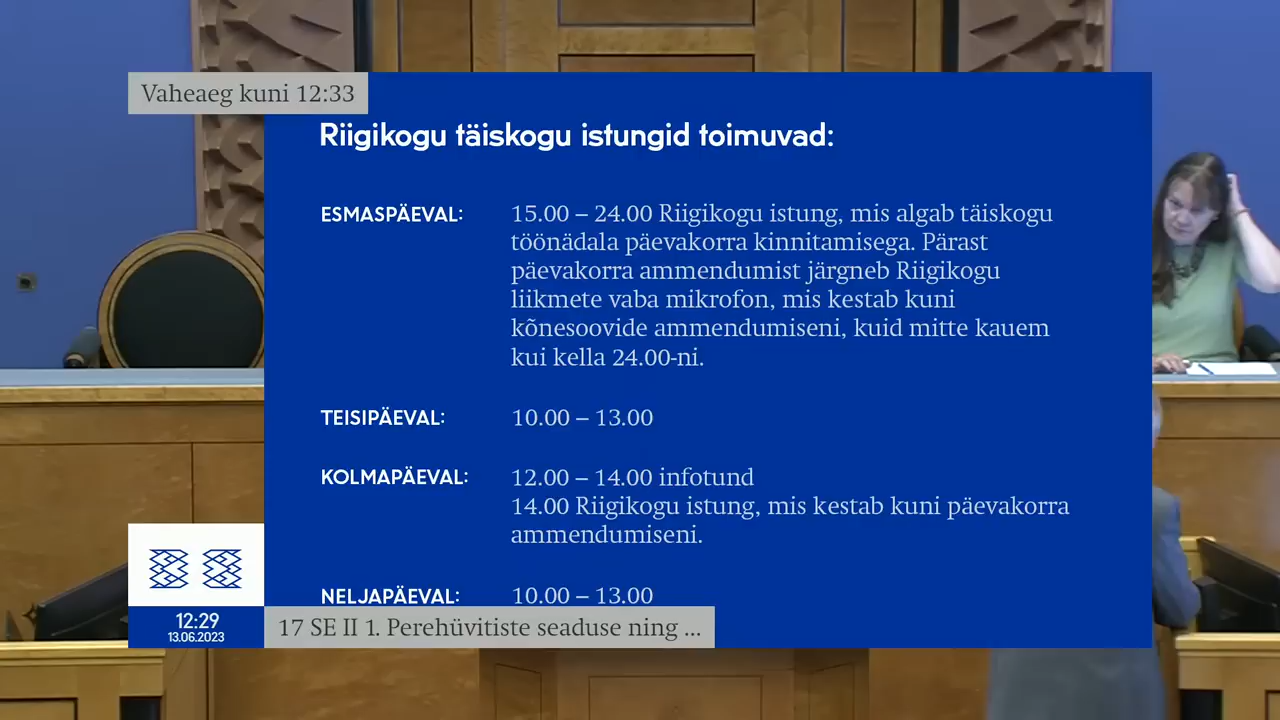 Vaheaeg kuni 12:33
Riigikogu täiskogu istungid toimuvad:
ESMASPÄEVAL:
15.00 – 24.00 Riigikogu istung, mis algab täiskogu
töönädala päevakorra kinnitamisega. Pärast
päevakorra ammendumist järgneb Riigikogu
liikmete vaba mikrofon, mis kestab kuni
kõnesoovide ammendumiseni, kuid mitte kauem
kui kella 24.00-ni.
TEISIPÄEVAL:
10.00 – 13.00
KOLMAPÄEVAL:
12.00 – 14.00 infotund
14.00 Riigikogu istung, mis kestab kuni päevakorra
ammendumiseni.
NELJAPÄEVAL:
10.00 – 13.00
12:29
13.06.2023
17 SE II 1. Perehüvitiste seaduse ning ...